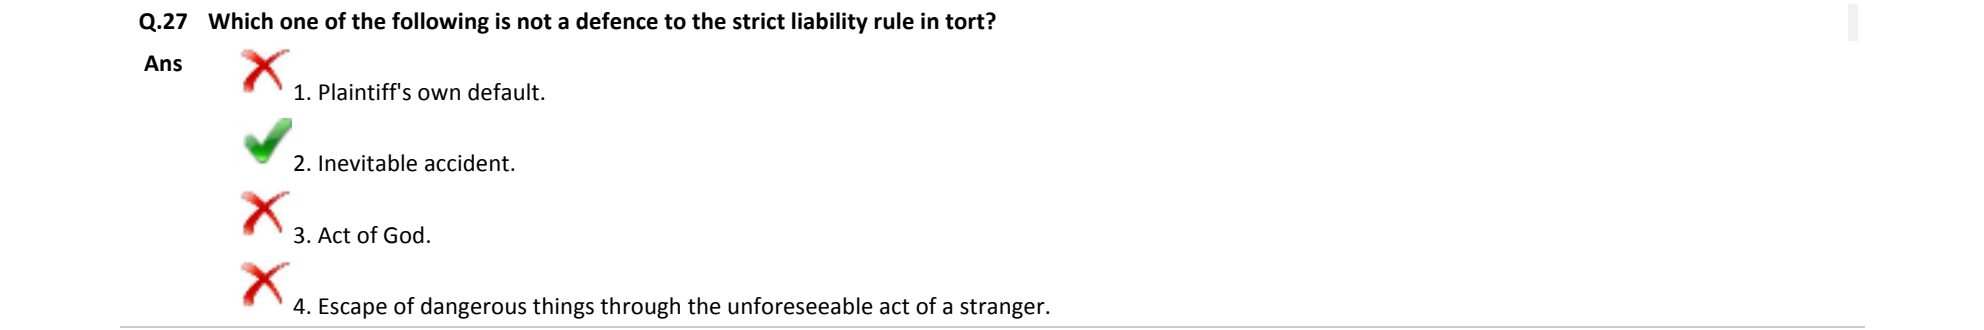 Q.27 Which one of the following is not a defence to the strict liability rule in tort?
Ans
1. Plaintiff's own default.
2. Inevitable accident.
3. Act of God.
4. Escape of dangerous things through the unforeseeable act of a stranger.